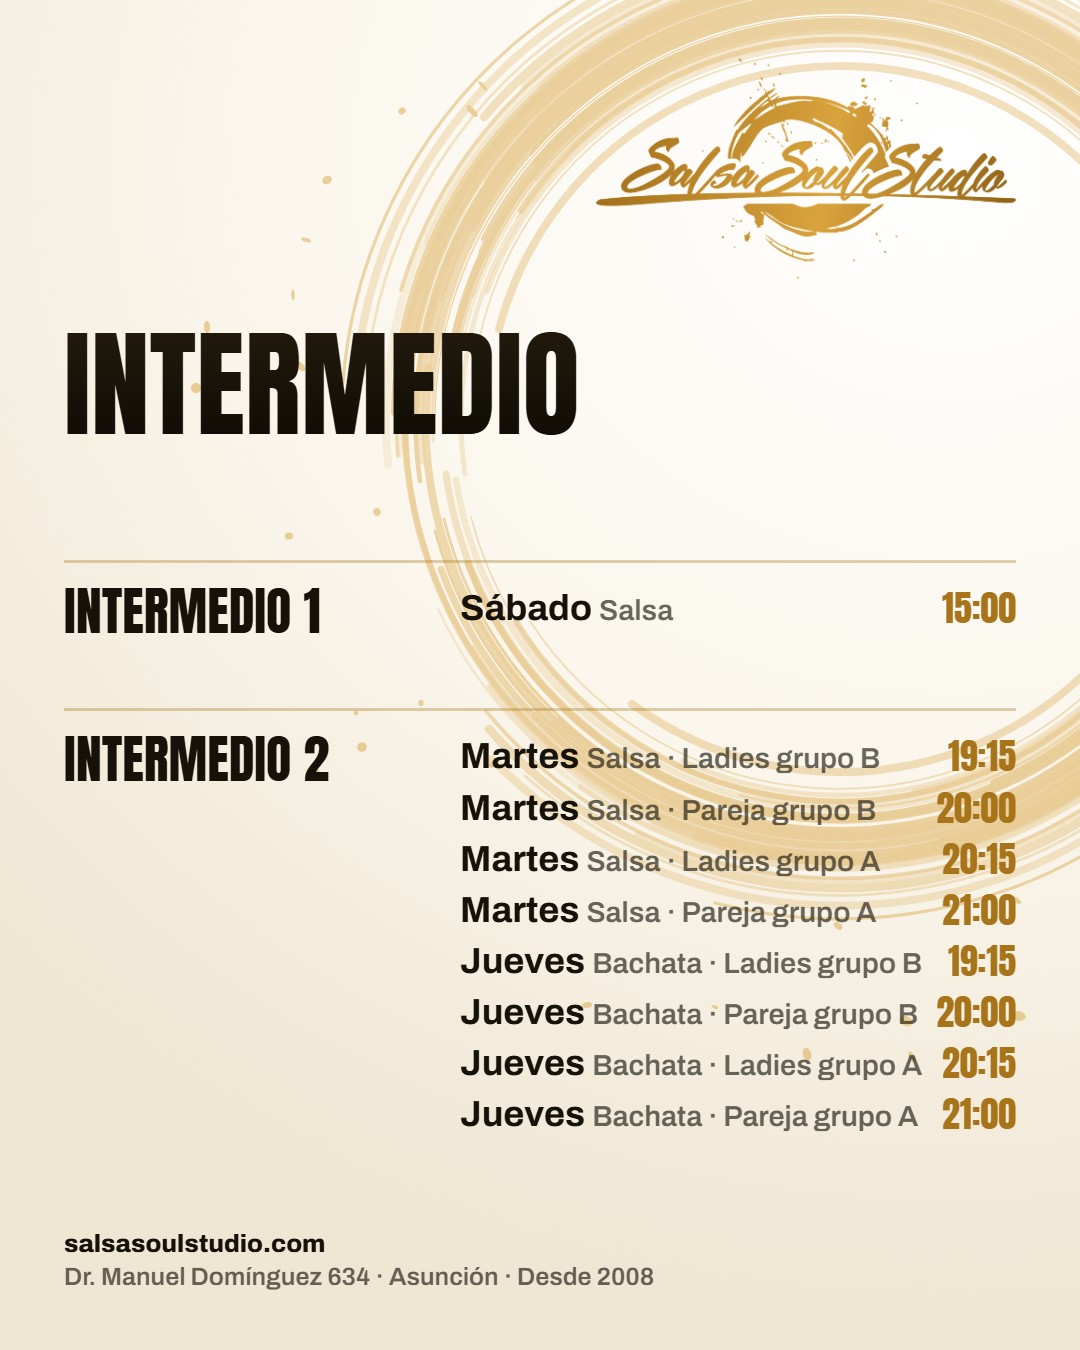 Salsa Soul Studio
INTERMEDIO
INTERMEDIO 1
Sábado Salsa 15:00
INTERMEDIO 2
Martes Salsa · Ladies grupo B 19:15
Martes Salsa · Pareja grupo B 20:00
Martes Salsa · Ladies grupo A 20:15
Martes Salsa · Pareja grupo A 21:00
Jueves Bachata · Ladies grupo B 19:15
Jueves Bachata · Pareja grupo B 20:00
Jueves Bachata · Ladies grupo A 20:15
Jueves Bachata · Pareja grupo A 21:00
salsasoulstudio.com
Dr. Manuel Domínguez 634 · Asunción · Desde 2008